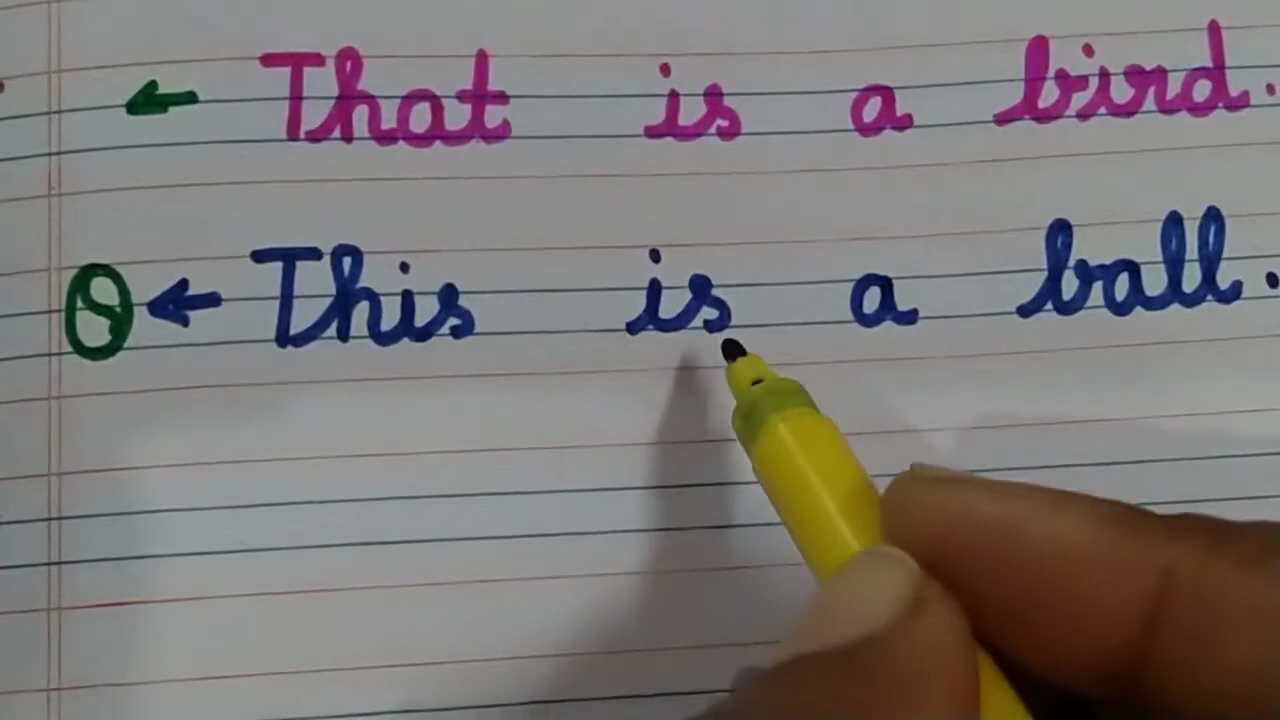 ← That is a bird.
← This is a ball.